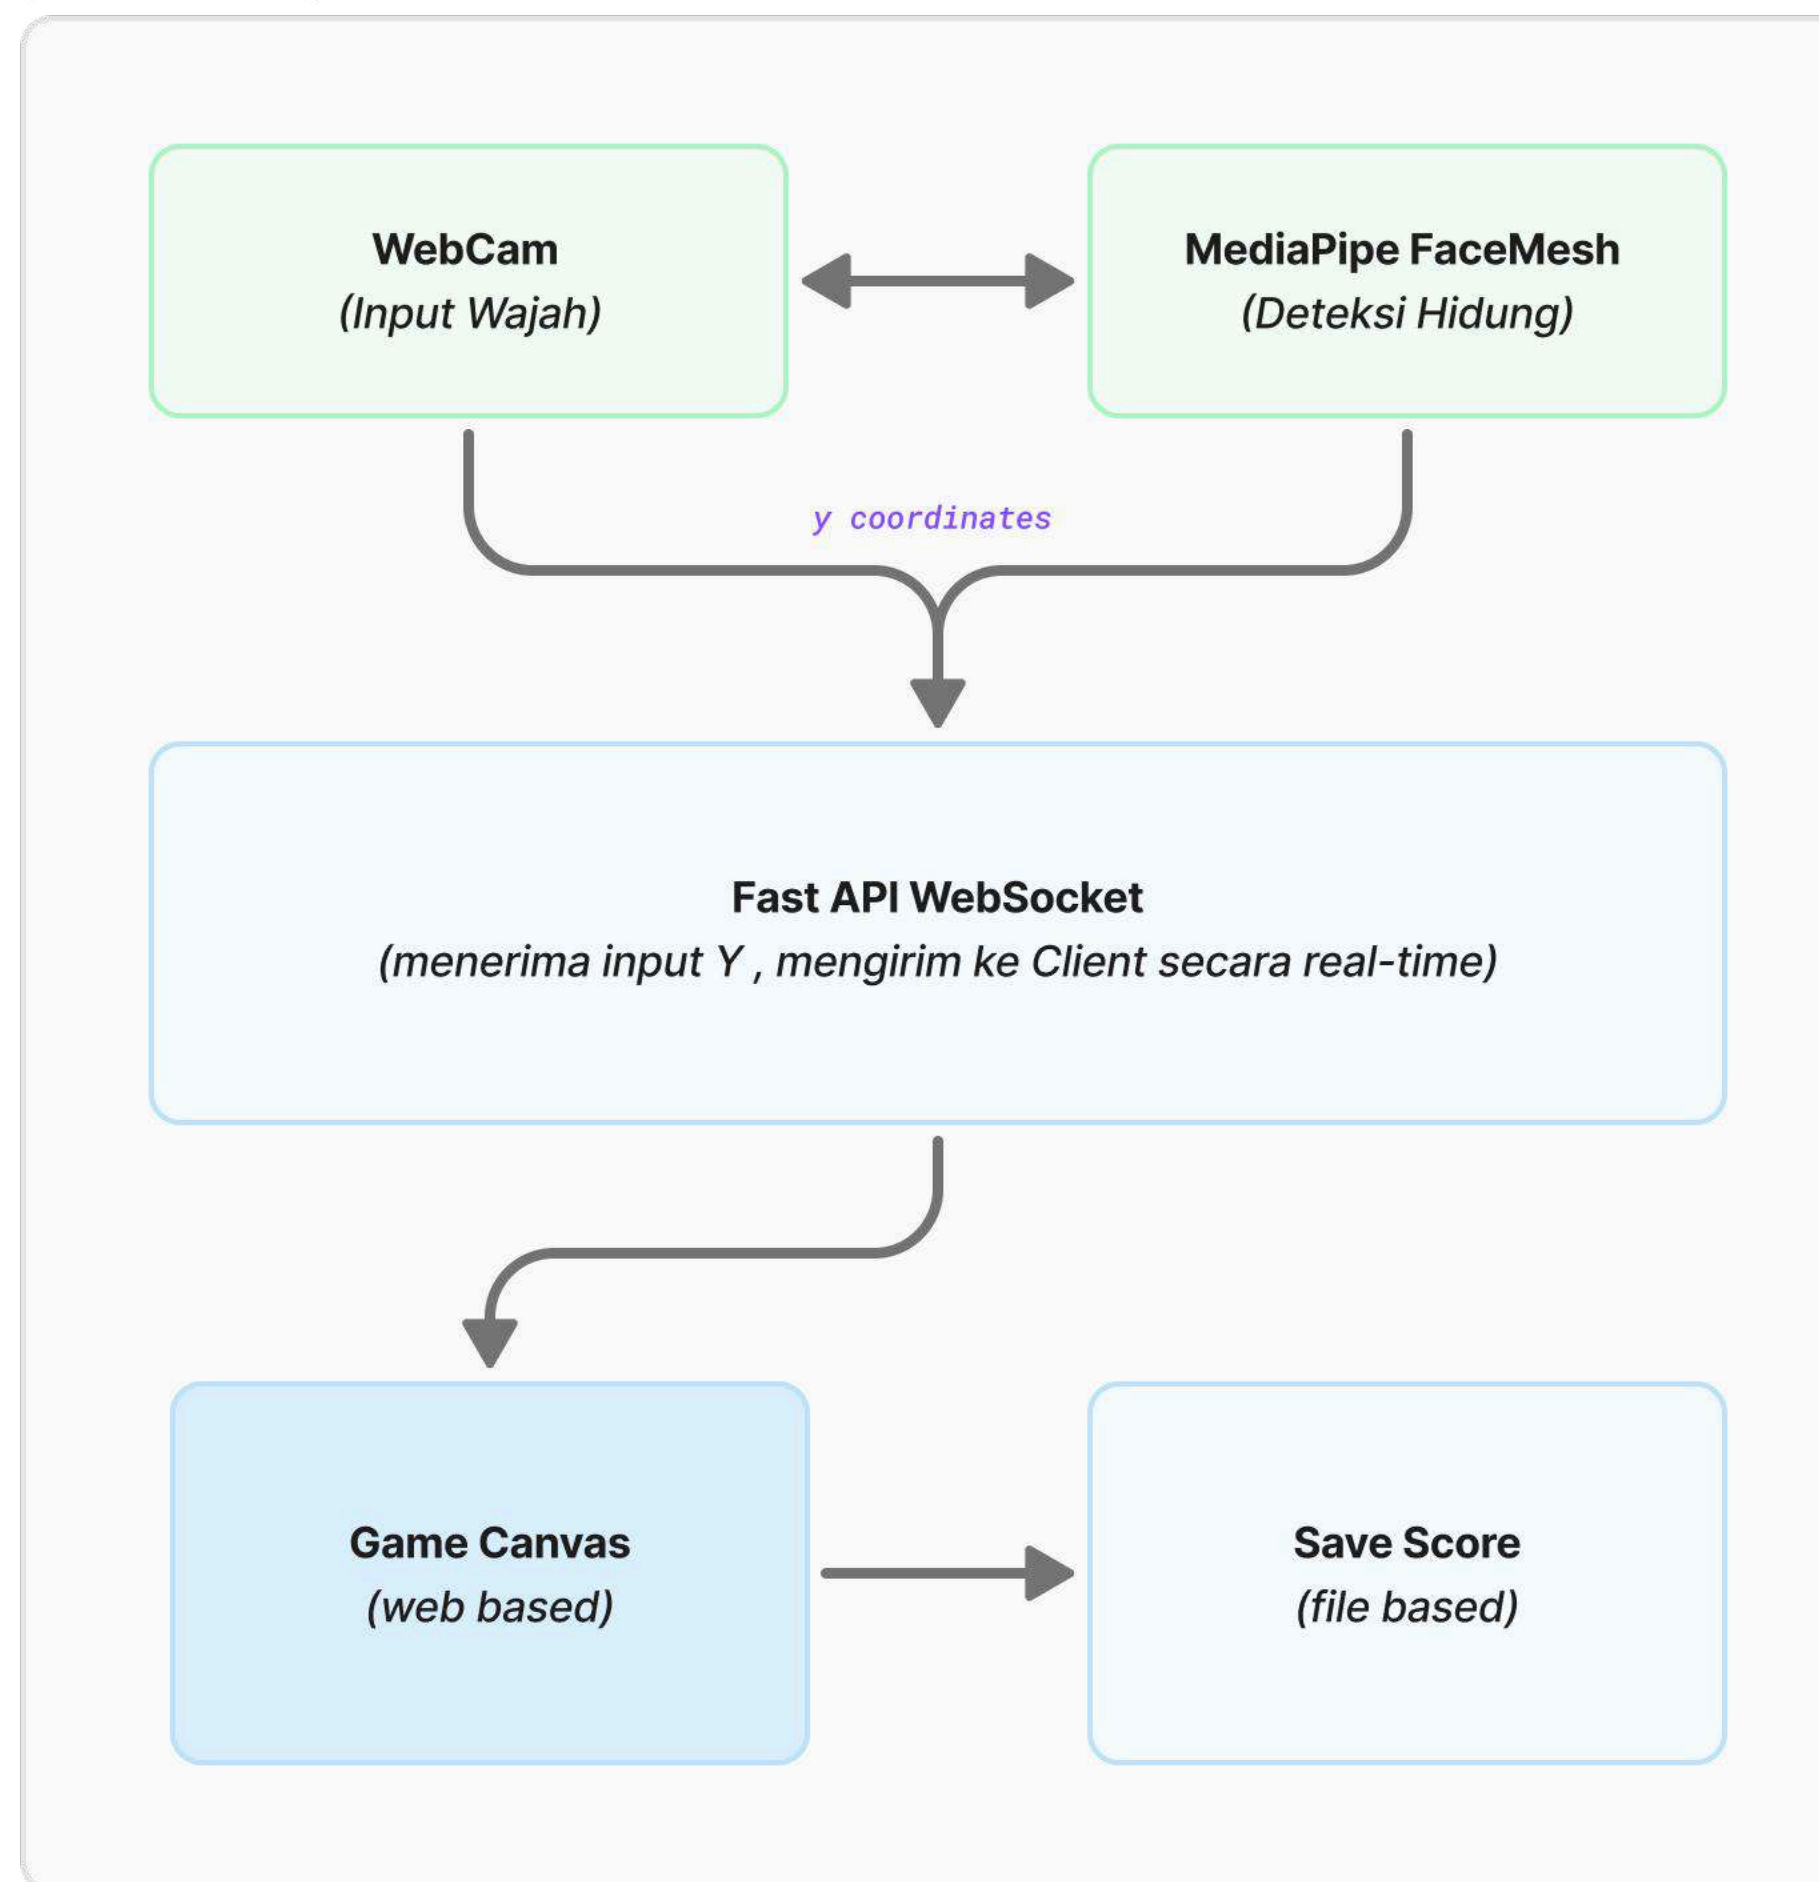 WebCam
(Input Wajah)
MediaPipe FaceMesh
(Deteksi Hidung)
y coordinates
Fast API WebSocket
(menerima input Y , mengirim ke Client secara real-time)
Game Canvas
(web based)
Save Score
(file based)